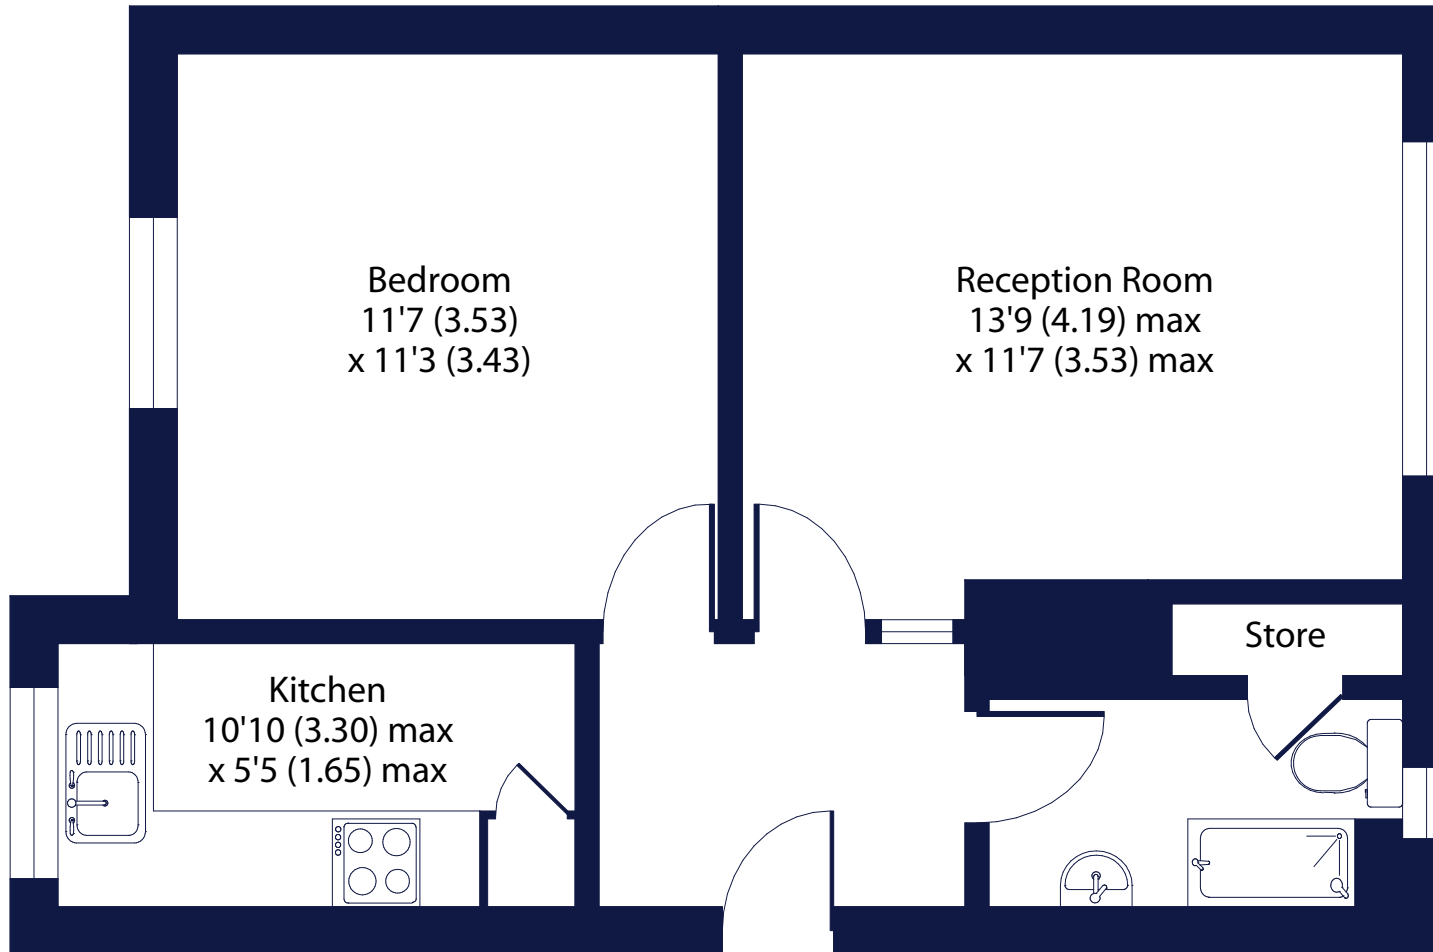 Bedroom
11'7 (3.53)
x 11'3 (3.43)
Reception Room
13'9 (4.19) max
x 11'7 (3.53) max
Store
Kitchen
10'10 (3.30) max
x 5'5 (1.65) max